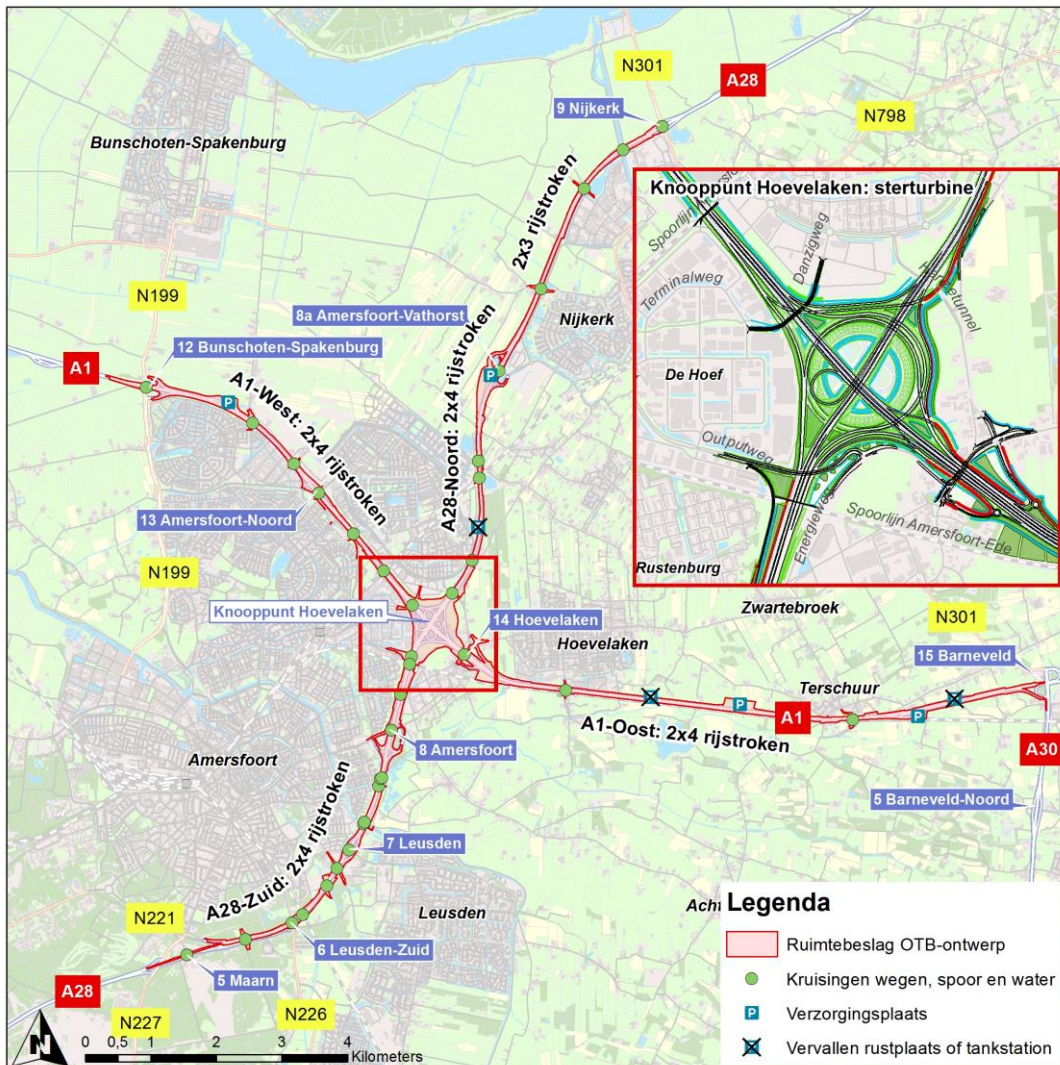 N301
A28
9 Nijkerk
N798
Bunschoten-Spakenburg
2x3 rijstroken
Knooppunt Hoevelaken: sterturbine
Danzigweg
Terminalweg
De Hoef
Outputweg
Energieweg
Spoorlijn Amersfoort-Ede
Rustenburg
N199
8a Amersfoort-Vathorst
Nijkerk
12 Bunschoten-Spakenburg
A1
A1-West: 2x4 rijstroken
P
P
A28-Noord: 2x4 rijstroken
13 Amersfoort-Noord
N199
Knooppunt Hoevelaken
14 Hoevelaken
Hoevelaken
Zwartebroek
N301
15 Barneveld
Terschuur
P
A1
P
A1-Oost: 2x4 rijstroken
A30
8 Amersfoort
Amersfoort
5 Barneveld-Noord
7 Leusden
A28-Zuid: 2x4 rijstroken
Leusden
Acht
N221
6 Leusden-Zuid
5 Maarn
A28
N227
N226
N
0 0,5 1 2 3 4
Kilometers
Legenda
Ruimtebeslag OTB-ontwerp
Kruisingen wegen, spoor en water
P Verzorgingsplaats
Vervallen rustplaats of tankstation